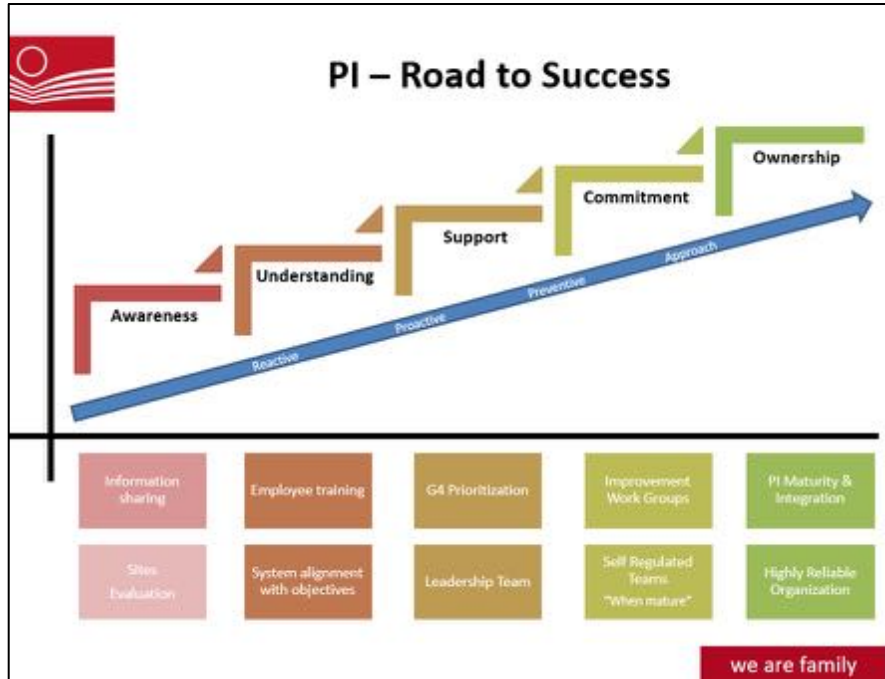 PI – Road to Success
Ownership
Commitment
Support
Understanding
Awareness
Reactive
Proactive
Preventive
Approach
Information
sharing
Employee training
G4 Prioritization
Improvement
Work Groups
PI Maturity &
Integration
Sites
Evaluation
System alignment
with objectives
Leadership Team
Self Regulated
Teams
"When mature"
Highly Reliable
Organization
we are family